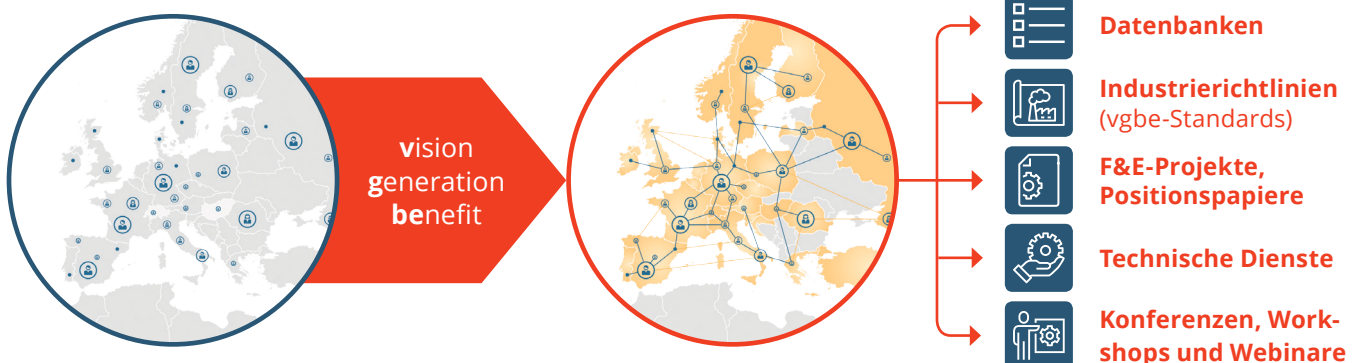 vision
generation
benefit
Datenbanken
Industrierichtlinien
(vgbe-Standards)
F&E-Projekte,
Positionspapiere
Technische Dienste
Konferenzen, Work-
shops und Webinare